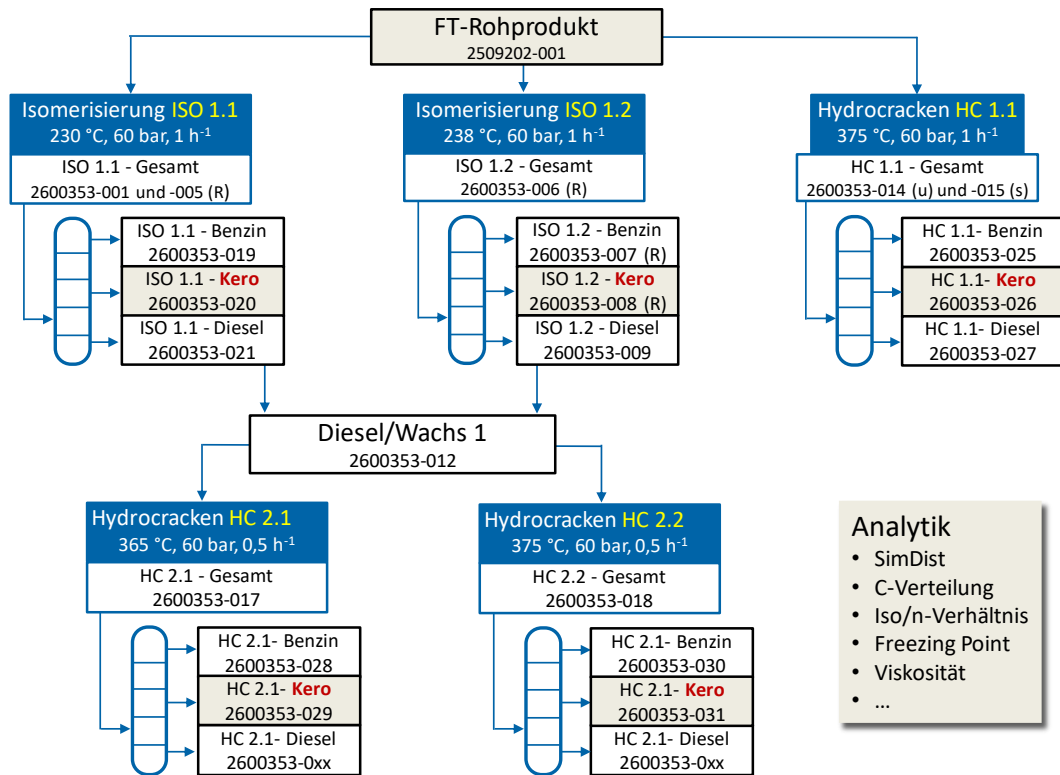 FT-Rohprodukt
2509202-001
Isomerisierung ISO 1.1
230 °C, 60 bar, 1 h⁻¹
ISO 1.1 - Gesamt
2600353-001 und -005 (R)
ISO 1.1 - Benzin
2600353-019
ISO 1.1 - Kero
2600353-020
ISO 1.1 - Diesel
2600353-021
Isomerisierung ISO 1.2
238 °C, 60 bar, 1 h⁻¹
ISO 1.2 - Gesamt
2600353-006 (R)
ISO 1.2 - Benzin
2600353-007 (R)
ISO 1.2 - Kero
2600353-008 (R)
ISO 1.2 - Diesel
2600353-009
Hydrocracken HC 1.1
375 °C, 60 bar, 1 h⁻¹
HC 1.1 - Gesamt
2600353-014 (u) und -015 (s)
HC 1.1- Benzin
2600353-025
HC 1.1- Kero
2600353-026
HC 1.1- Diesel
2600353-027
Diesel/Wachs 1
2600353-012
Hydrocracken HC 2.1
365 °C, 60 bar, 0,5 h⁻¹
HC 2.1 - Gesamt
2600353-017
HC 2.1- Benzin
2600353-028
HC 2.1- Kero
2600353-029
HC 2.1- Diesel
2600353-0xx
Hydrocracken HC 2.2
375 °C, 60 bar, 0,5 h⁻¹
HC 2.2 - Gesamt
2600353-018
HC 2.1- Benzin
2600353-030
HC 2.1- Kero
2600353-031
HC 2.1- Diesel
2600353-0xx
Analytik
• SimDist
• C-Verteilung
• Iso/n-Verhältnis
• Freezing Point
• Viskosität
• ...